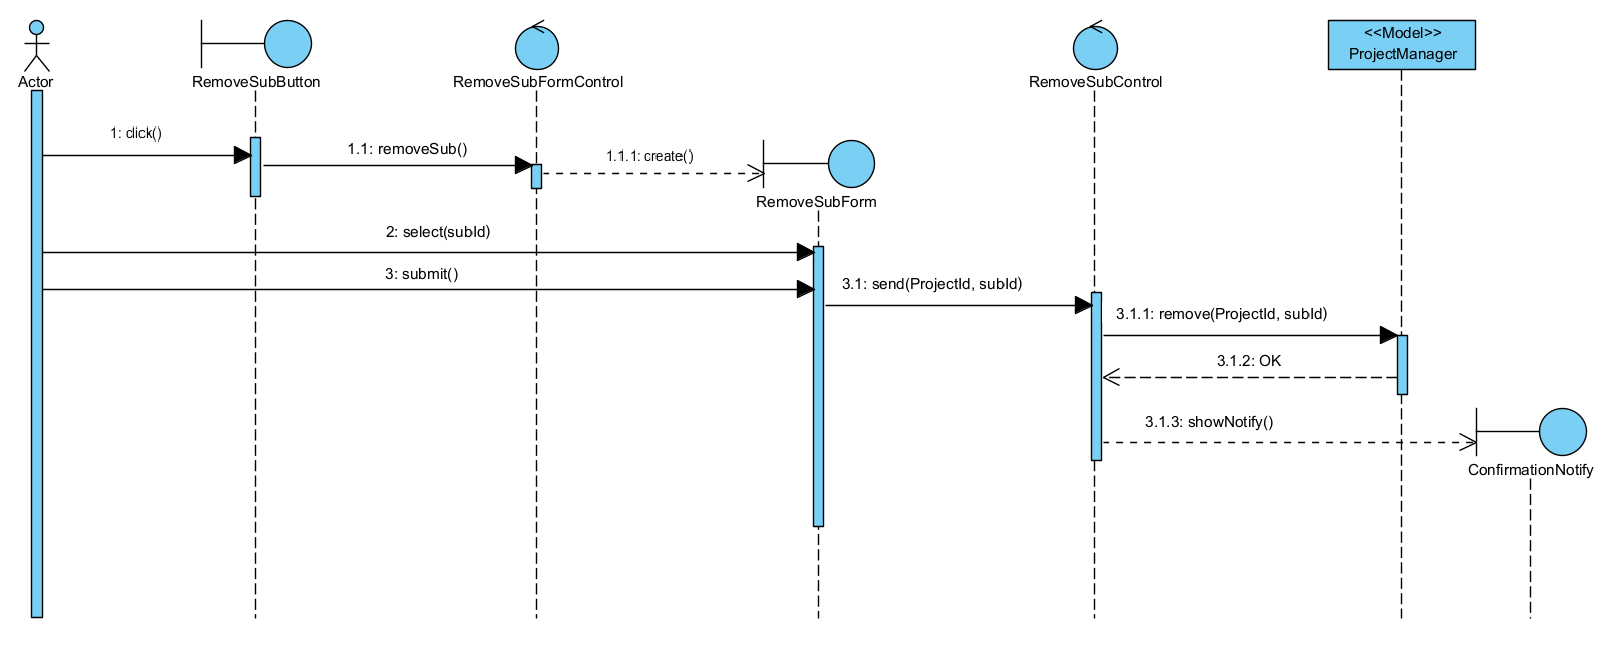 <<Model>>
ProjectManager
Actor
RemoveSubButton
RemoveSubFormControl
RemoveSubControl
1: click()
1.1: removeSub()
1.1.1: create(')
RemoveSubForm
2: select(subId)
3: submit()
3.1: send(ProjectId, subId)
3.1.1: remove(ProjectId, subId)
3.1.2: OK
3.1.3: showNotify()
ConfirmationNotify